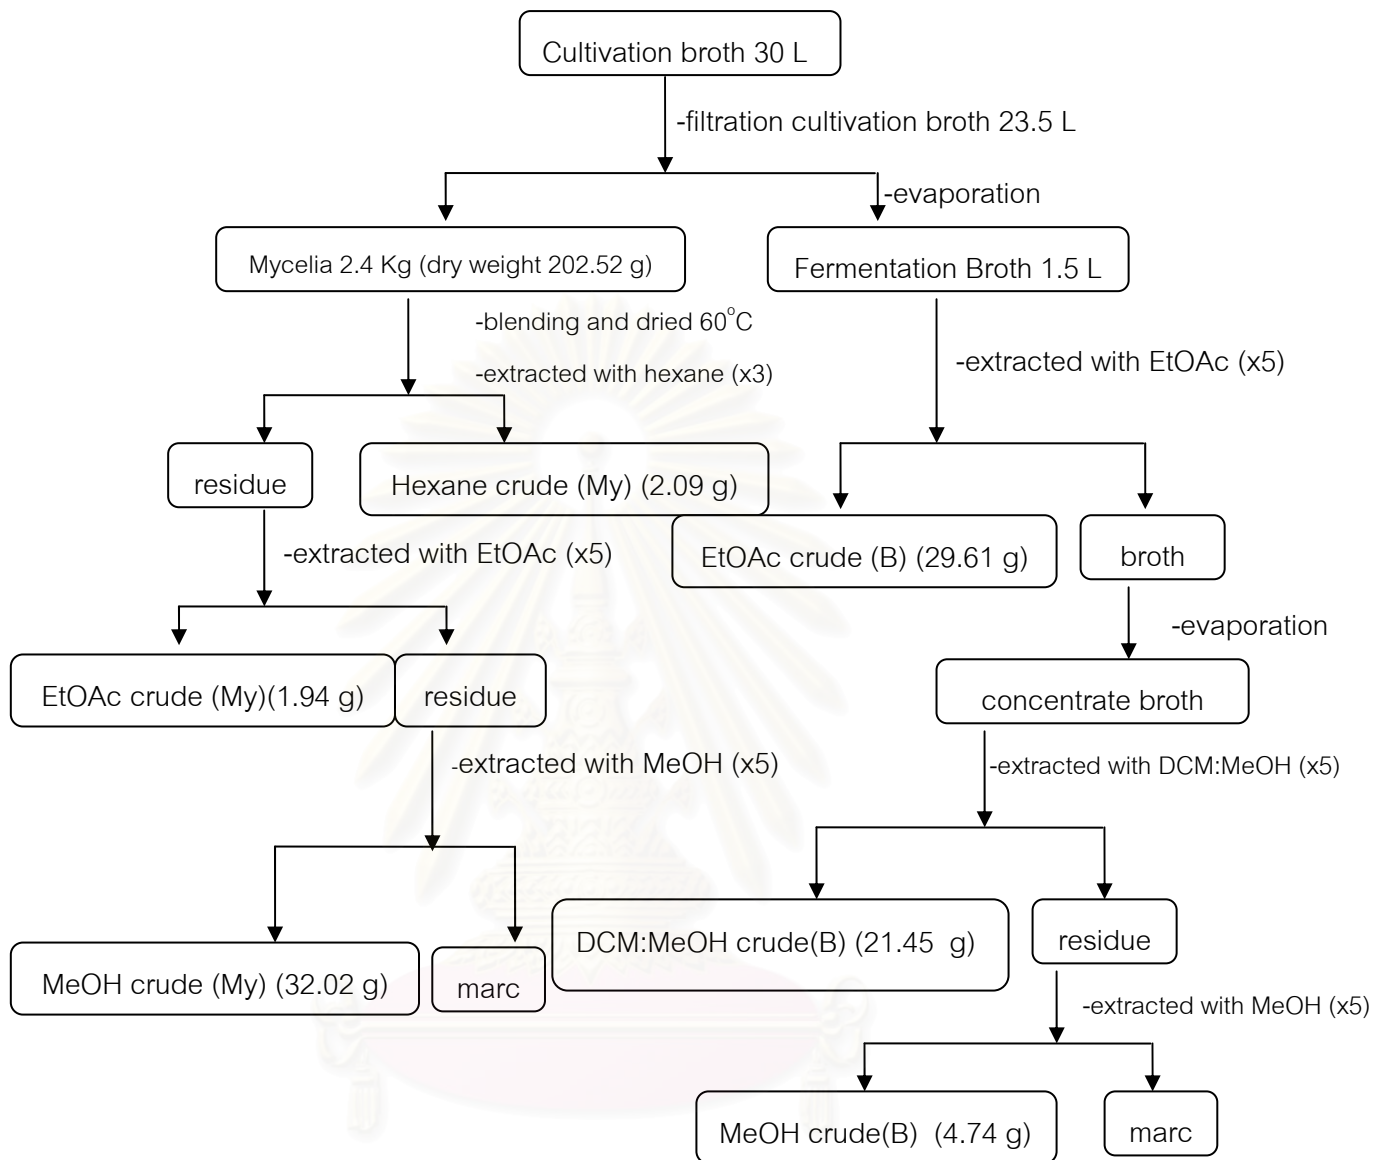 Cultivation broth 30 L
-filtration cultivation broth 23.5 L
-evaporation
Mycelia 2.4 Kg (dry weight 202.52 g)
Fermentation Broth 1.5 L
-blending and dried 60°C
-extracted with EtOAc (x5)
-extracted with hexane (x3)
residue
Hexane crude (My) (2.09 g)
-extracted with EtOAc (x5)
EtOAc crude (B) (29.61 g)
broth
-evaporation
EtOAc crude (My)(1.94 g)
residue
concentrate broth
-extracted with MeOH (x5)
-extracted with DCM:MeOH (x5)
DCM:MeOH crude(B) (21.45 g)
residue
MeOH crude (My) (32.02 g)
marc
-extracted with MeOH (x5)
MeOH crude(B) (4.74 g)
marc